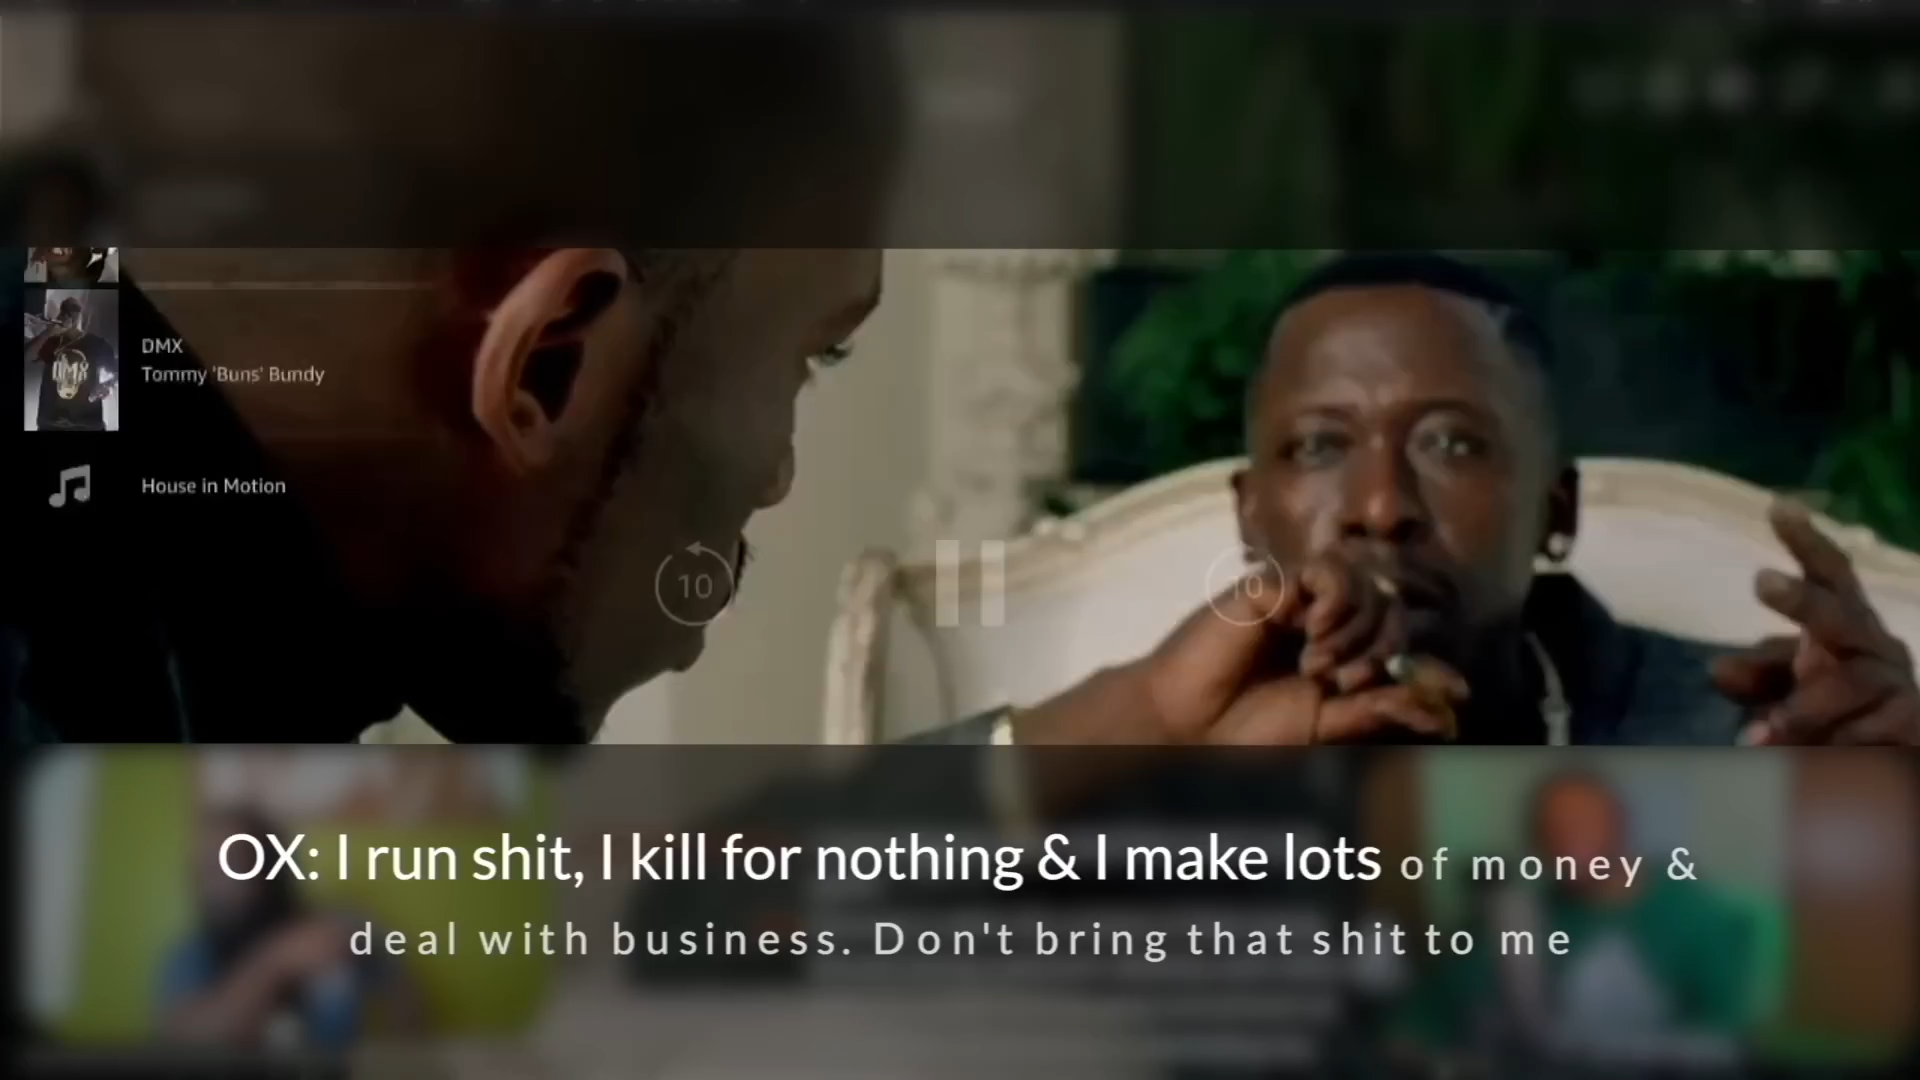 DMX
Tommy 'Buns' Bundy
House in Motion
10
10
OX: I run shit, I kill for nothing & I make lots of money &
deal with business. Don't bring that shit to me